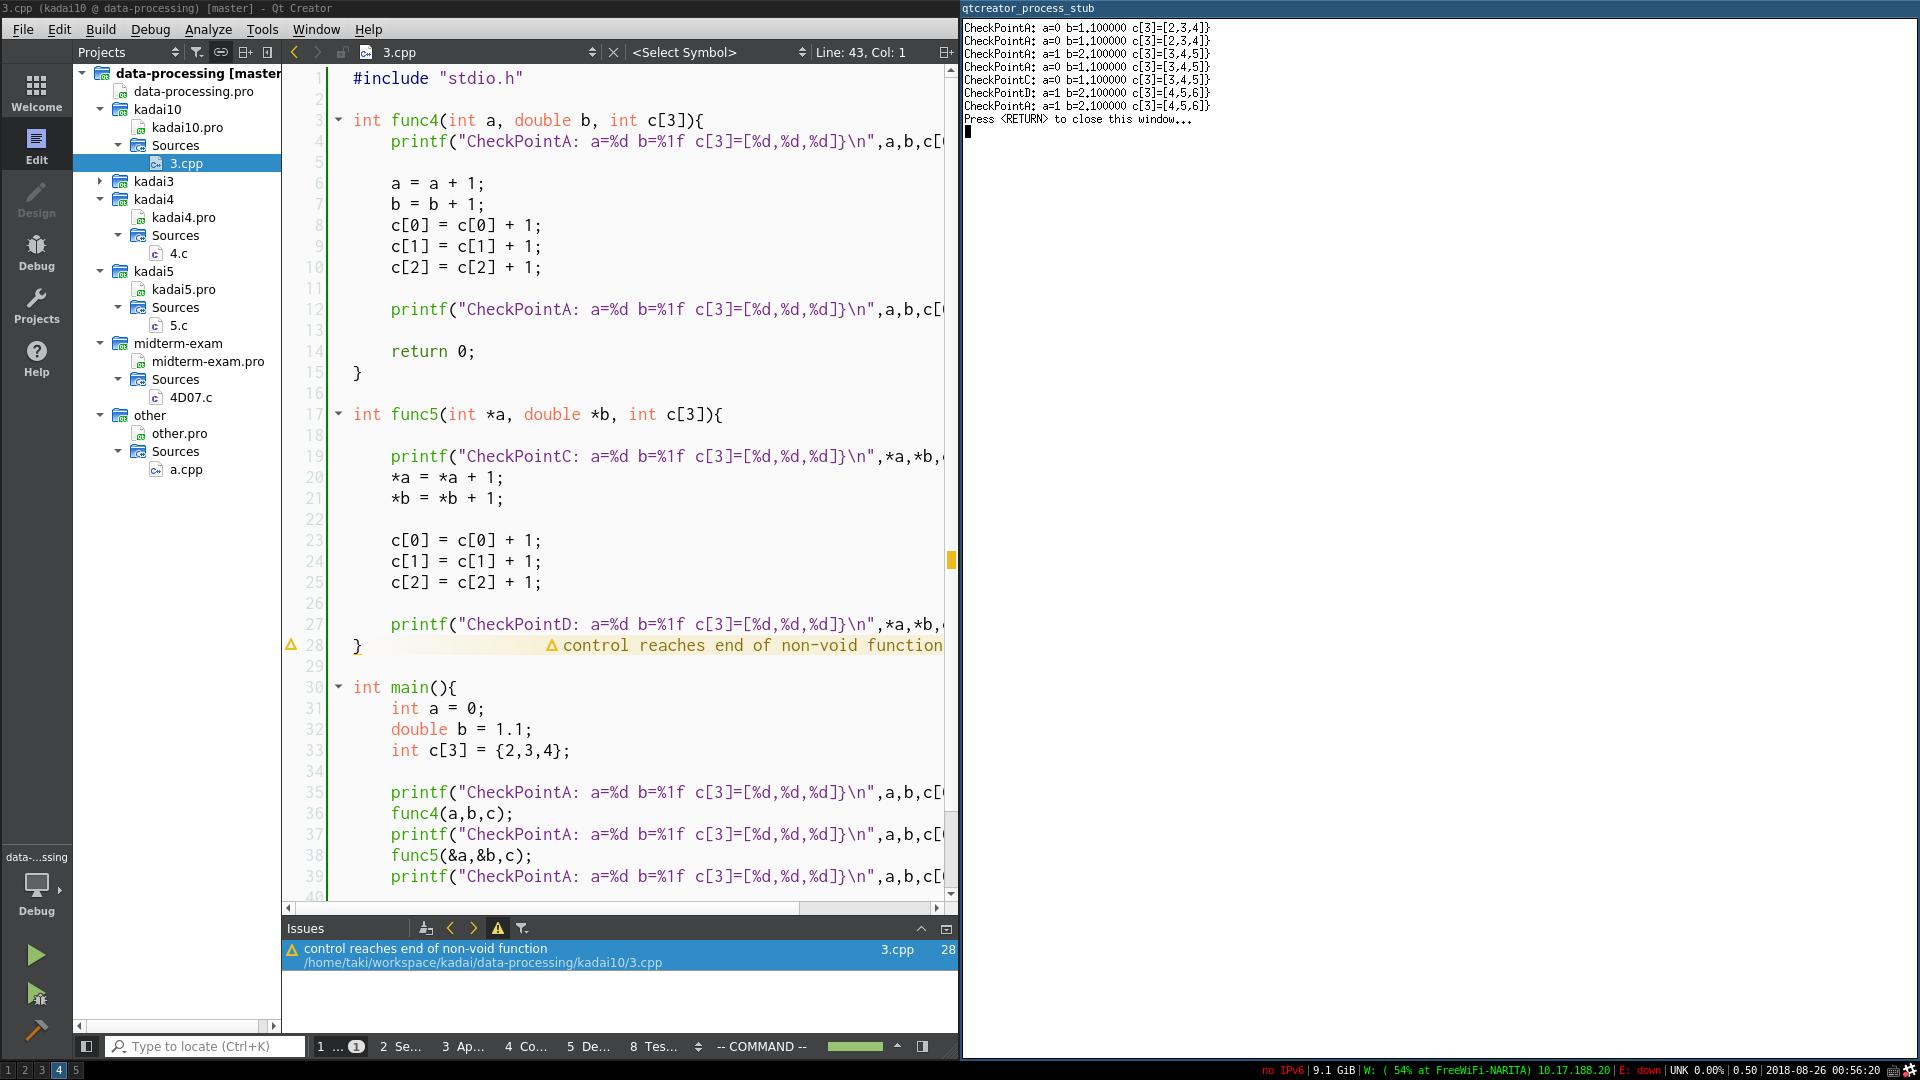 3.cpp (kadai10 @ data-processing) [master] - Qt Creator
File Edit Build Debug Analyze Tools Window Help
Projects
3.cpp
<Select Symbol>
Line: 43, Col: 1
Welcome
Edit
Design
Debug
Projects
Help
data-...ssing
Debug
data-processing [master
data-processing.pro
kadai10
kadai10.pro
Sources
3.cpp
kadai3
kadai4
kadai4.pro
Sources
4.c
kadai5
kadai5.pro
Sources
5.c
midterm-exam
midterm-exam.pro
Sources
4D07.c
other
other.pro
Sources
a.cpp
1 #include "stdio.h"
2
3 int func4(int a, double b, int c[3]){
4 printf("CheckPointA: a=%d b=%1f c[3]=[%d,%d,%d]}\n",a,b,c[
5
6 a = a + 1;
7 b = b + 1;
8 c[0] = c[0] + 1;
9 c[1] = c[1] + 1;
10 c[2] = c[2] + 1;
11
12 printf("CheckPointA: a=%d b=%1f c[3]=[%d,%d,%d]}\n",a,b,c[
13
14 return 0;
15 }
16
17 int func5(int *a, double *b, int c[3]){
18
19 printf("CheckPointC: a=%d b=%1f c[3]=[%d,%d,%d]}\n",*a,*b,
20 *a = *a + 1;
21 *b = *b + 1;
22
23 c[0] = c[0] + 1;
24 c[1] = c[1] + 1;
25 c[2] = c[2] + 1;
26
27 printf("CheckPointD: a=%d b=%1f c[3]=[%d,%d,%d]}\n",*a,*b,
28 } control reaches end of non-void function
29
30 int main(){
31 int a = 0;
32 double b = 1.1;
33 int c[3] = {2,3,4};
34
35 printf("CheckPointA: a=%d b=%1f c[3]=[%d,%d,%d]}\n",a,b,c[
36 func4(a,b,c);
37 printf("CheckPointA: a=%d b=%1f c[3]=[%d,%d,%d]}\n",a,b,c[
38 func5(&a,&b,c);
39 printf("CheckPointA: a=%d b=%1f c[3]=[%d,%d,%d]}\n",a,b,c[
40
Issues
control reaches end of non-void function 3.cpp 28
/home/taki/workspace/kadai/data-processing/kadai10/3.cpp
Type to locate (Ctrl+K) 1 ... 1 2 Se... 3 Ap... 4 Co... 5 De... 8 Tes... -- COMMAND --
qtcreator_process_stub
CheckPointA: a=0 b=1.100000 c[3]=[2,3,4]}
CheckPointA: a=0 b=1.100000 c[3]=[2,3,4]}
CheckPointA: a=1 b=2.100000 c[3]=[3,4,5]}
CheckPointA: a=0 b=1.100000 c[3]=[3,4,5]}
CheckPointC: a=0 b=1.100000 c[3]=[3,4,5]}
CheckPointD: a=1 b=2.100000 c[3]=[4,5,6]}
CheckPointA: a=1 b=2.100000 c[3]=[4,5,6]}
Press <RETURN> to close this window...
1 2 3 4 5
no IPv6|9.1 GiB|W: ( 54% at FreeWiFi-NARITA) 10.17.188.20|E: down|UNK 0.00%|0.50|2018-08-26 00:56:20